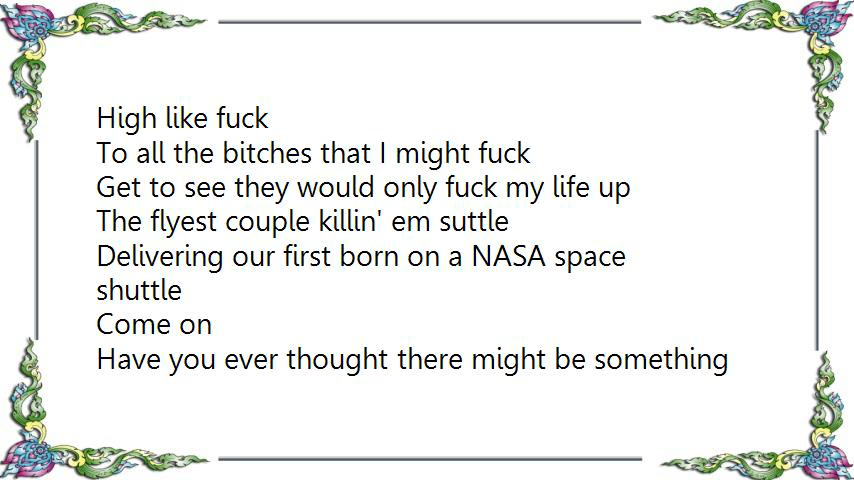 High like fuck
To all the bitches that I might fuck
Get to see they would only fuck my life up
The flyest couple killin' em suttle
Delivering our first born on a NASA space
shuttle
Come on
Have you ever thought there might be something